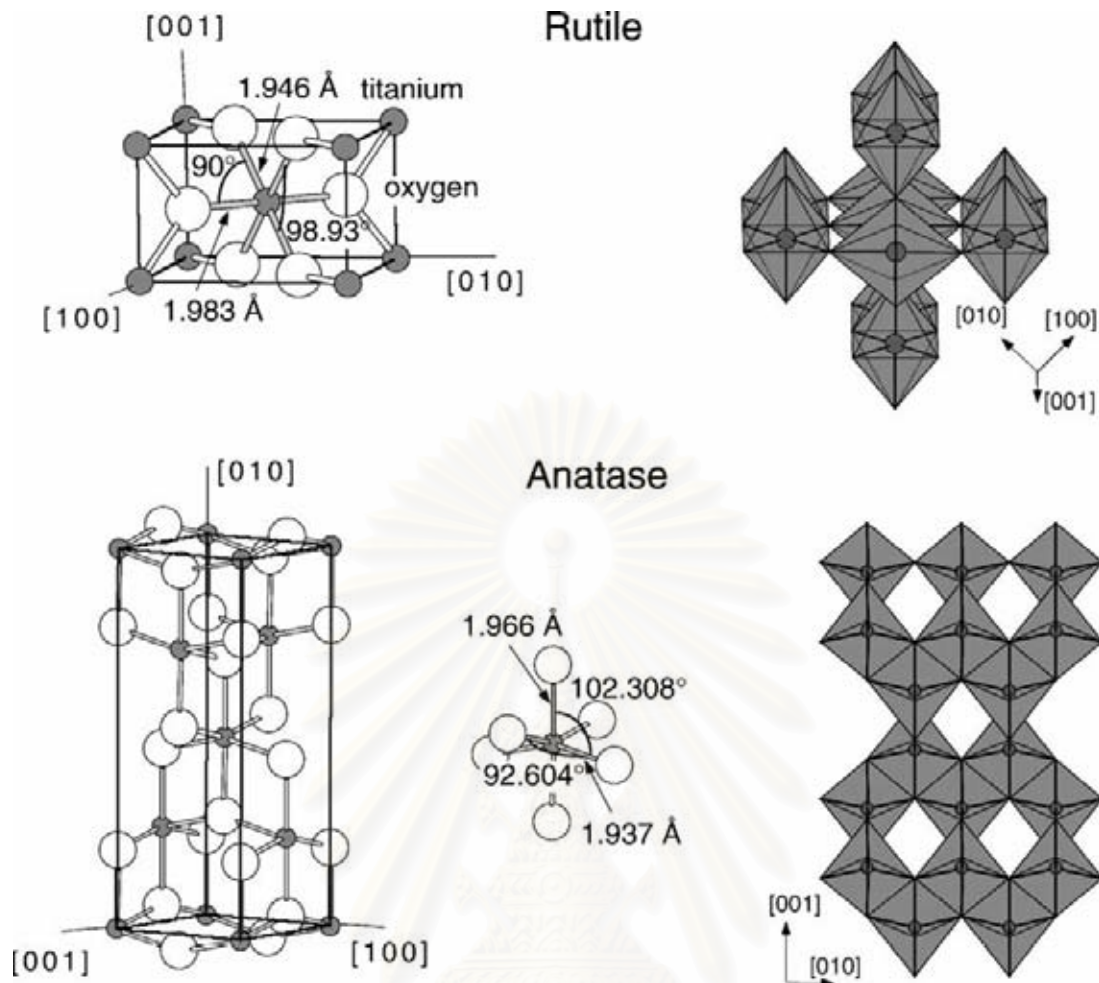 Rutile
[001]
1.946 Å
titanium
90°
oxygen
98.93°
[010]
[100]
1.983 Å
[010]
[100]
[001]
Anatase
[010]
1.966 Å
102.308°
92.604°
1.937 Å
[001]
[100]
[001]
[010]